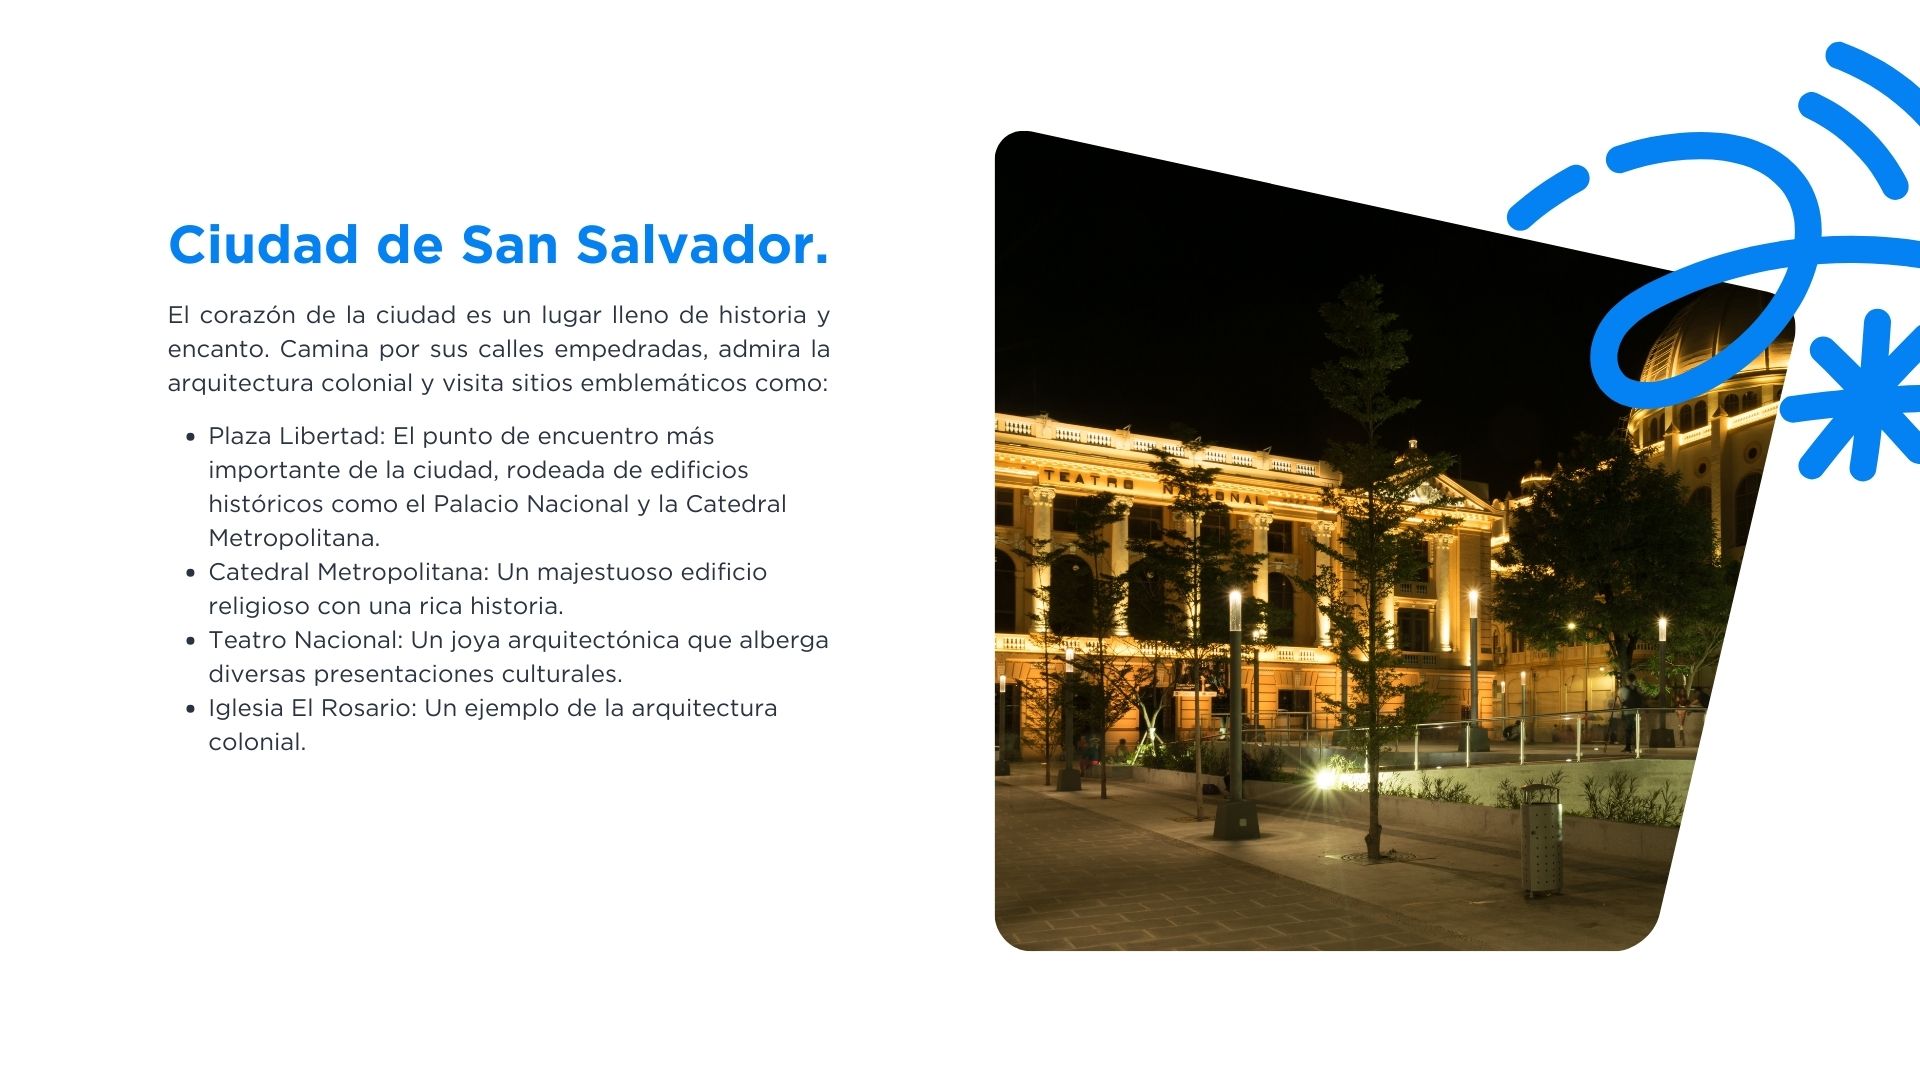 Ciudad de San Salvador.
El corazón de la ciudad es un lugar lleno de historia y
encanto. Camina por sus calles empedradas, admira la
arquitectura colonial y visita sitios emblemáticos como:
• Plaza Libertad: El punto de encuentro más
importante de la ciudad, rodeada de edificios
históricos como el Palacio Nacional y la Catedral
Metropolitana.
• Catedral Metropolitana: Un majestuoso edificio
religioso con una rica historia.
• Teatro Nacional: Un joya arquitectónica que alberga
diversas presentaciones culturales.
• Iglesia El Rosario: Un ejemplo de la arquitectura
colonial.
TEATRO NACIONAL